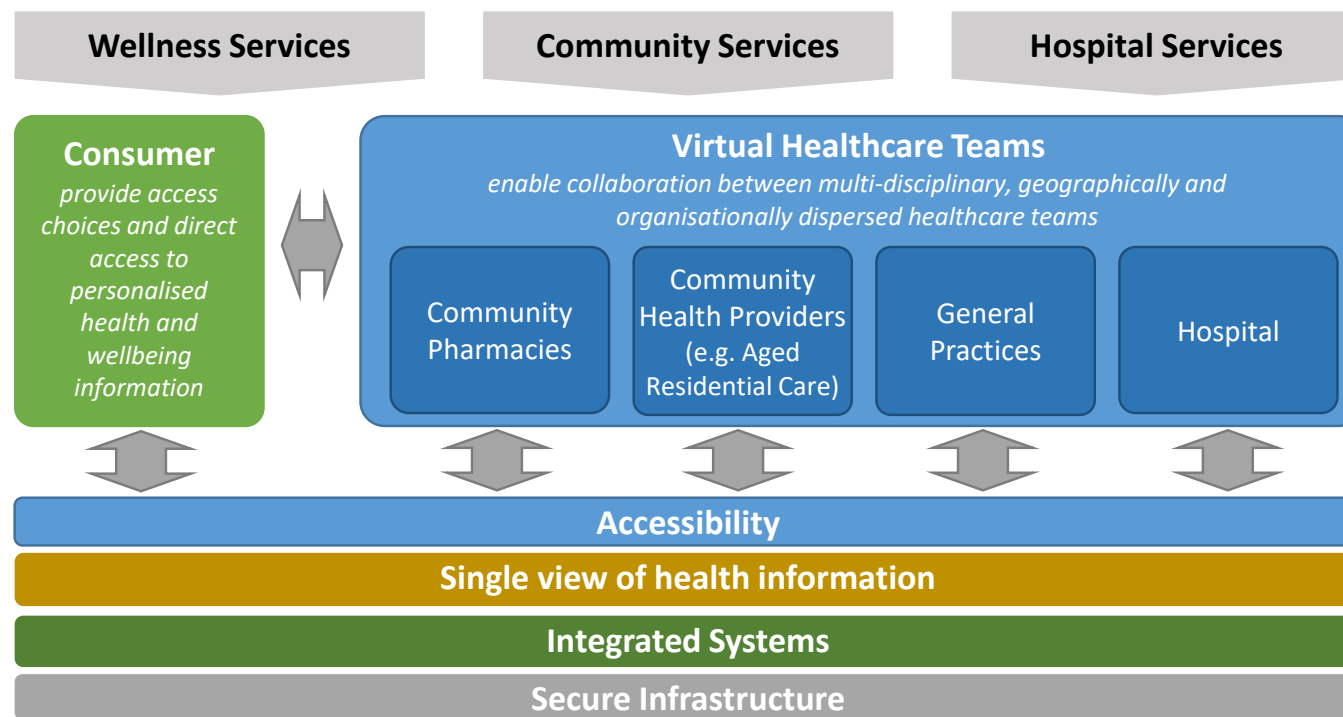 Wellness Services
Community Services
Hospital Services
Consumer
provide access
choices and direct
access to
personalised
health and
wellbeing
information
Virtual Healthcare Teams
enable collaboration between multi-disciplinary, geographically and
organisationally dispersed healthcare teams
Community
Pharmacies
Community
Health Providers
(e.g. Aged
Residential Care)
General
Practices
Hospital
Accessibility
Single view of health information
Integrated Systems
Secure Infrastructure